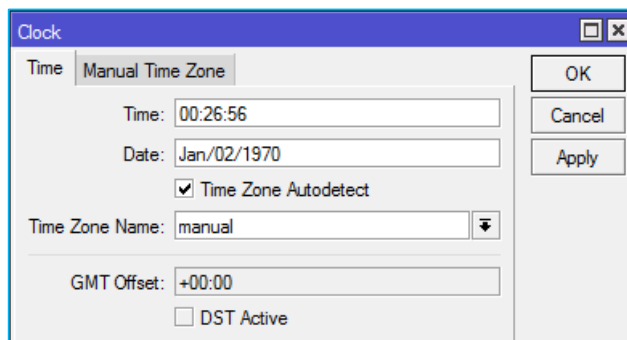 Clock
Time Manual Time Zone
OK
Time: 00:26:56
Cancel
Date: Jan/02/1970
Apply
Time Zone Autodetect
Time Zone Name: manual
GMT Offset: +00:00
DST Active